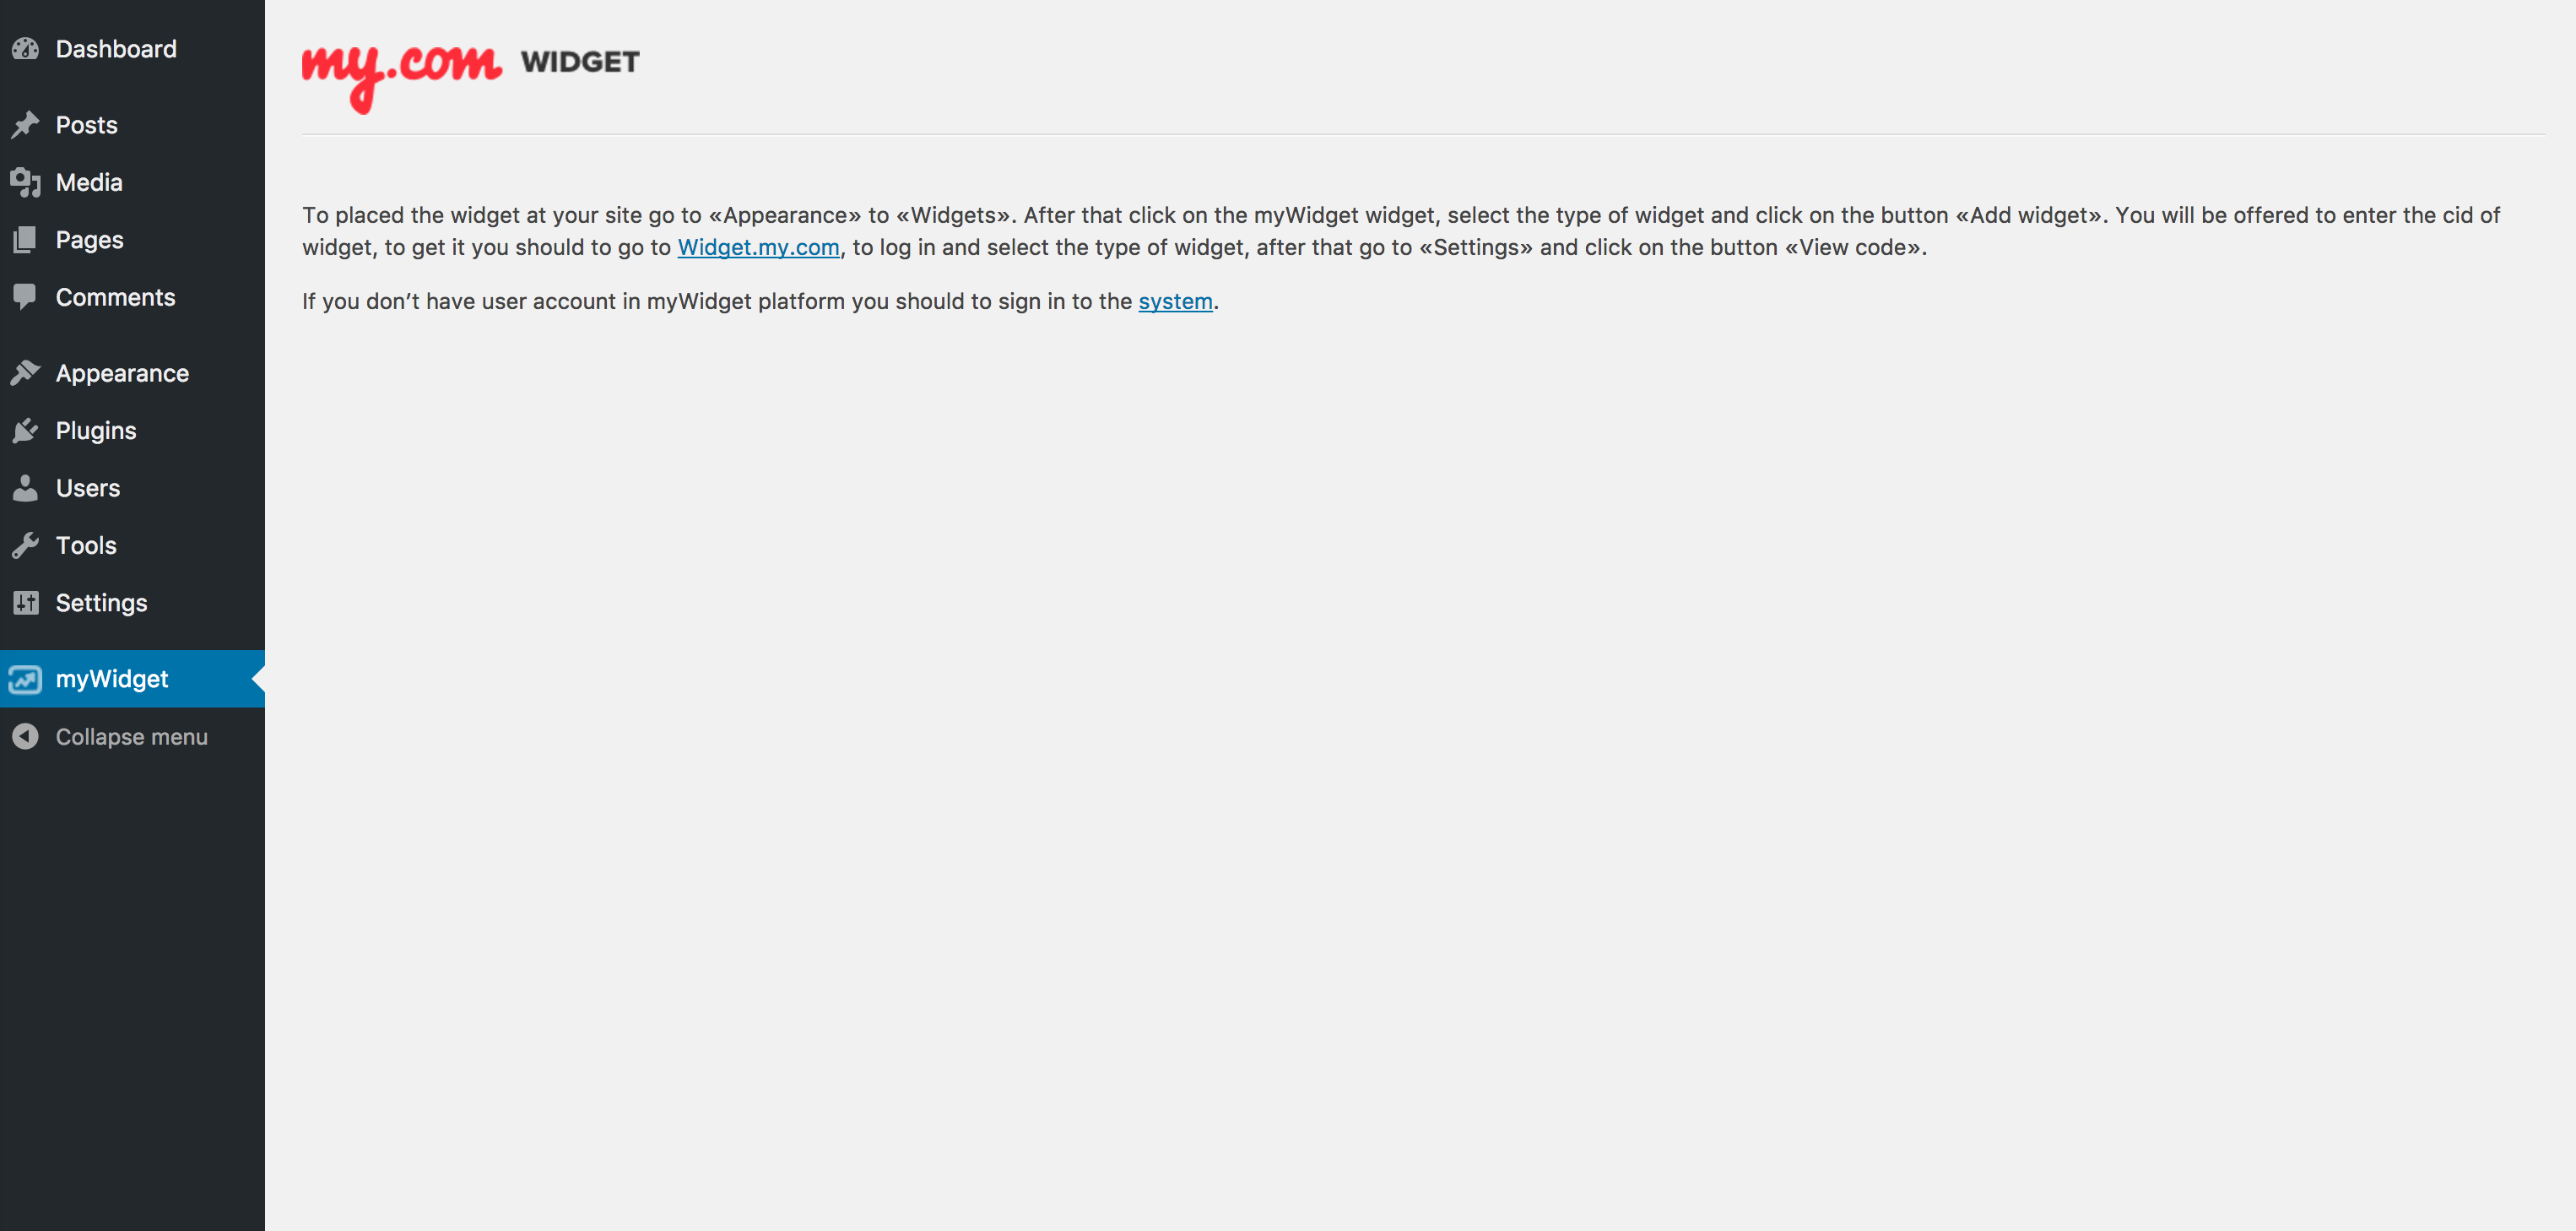 Dashboard
Posts
Media
Pages
Comments
Appearance
Plugins
Users
Tools
Settings
myWidget
Collapse menu
my.com WIDGET
To placed the widget at your site go to «Appearance» to «Widgets». After that click on the myWidget widget, select the type of widget and click on the button «Add widget». You will be offered to enter the cid of
widget, to get it you should to go to Widget.my.com, to log in and select the type of widget, after that go to «Settings» and click on the button «View code».
If you don’t have user account in myWidget platform you should to sign in to the system.